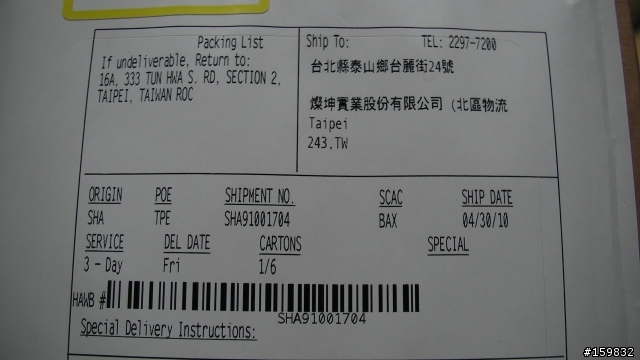 Packing List
If undeliverable, Return to:
16A, 333 TUN HWA S. RD, SECTION 2,
TAIPEI, TAIWAN ROC
Ship To: TEL: 2297-7200
台北縣泰山鄉台麗街24號
燦坤實業股份有限公司 (北區物流
Taipei
243,TW
ORIGIN POE SHIPMENT NO. SCAC SHIP DATE
SHA TPE SHA91001704 BAX 04/30/10
SERVICE DEL DATE CARTONS SPECIAL
3 - Day Fri 1/6
HAWB #
SHA91001704
Special Delivery Instructions:
#159832